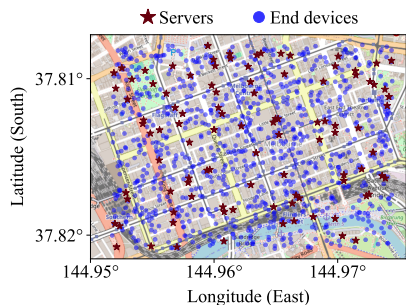 Servers End devices
37.81°
37.82°
Latitude (South)
144.95° 144.96° 144.97°
Longitude (East)